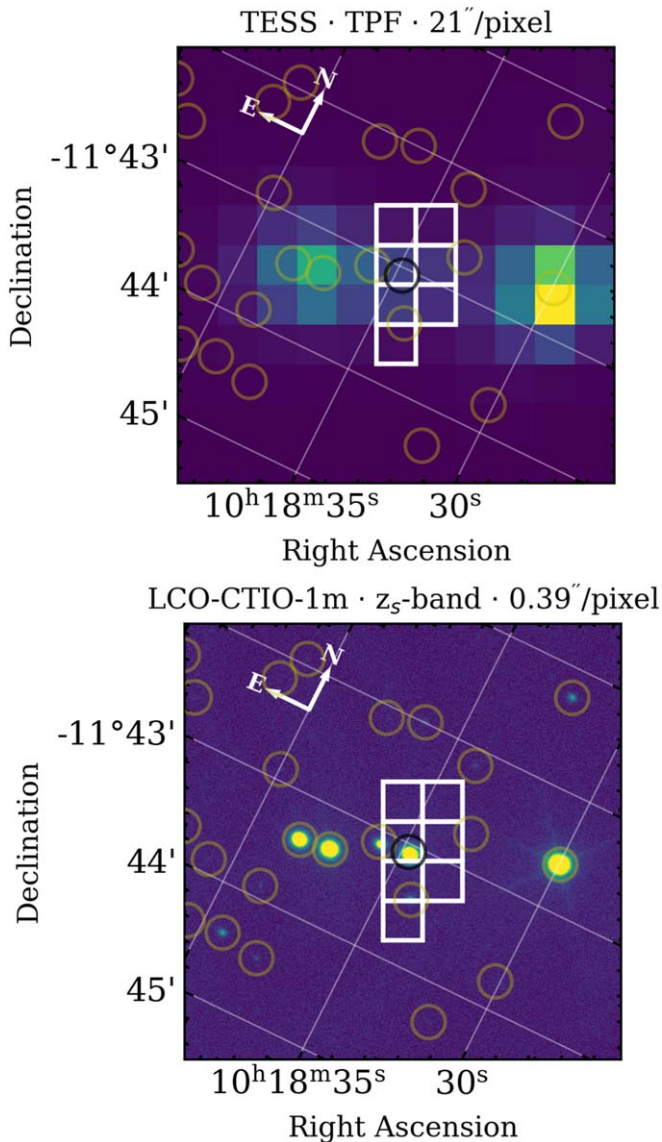 TESS · TPF · 21″/pixel
N
E
-11°43'
44'
45'
Declination
10ʰ18ᵐ35ˢ 30ˢ
Right Ascension
LCO-CTIO-1m · zₛ-band · 0.39″/pixel
N
E
-11°43'
44'
45'
Declination
10ʰ18ᵐ35ˢ 30ˢ
Right Ascension